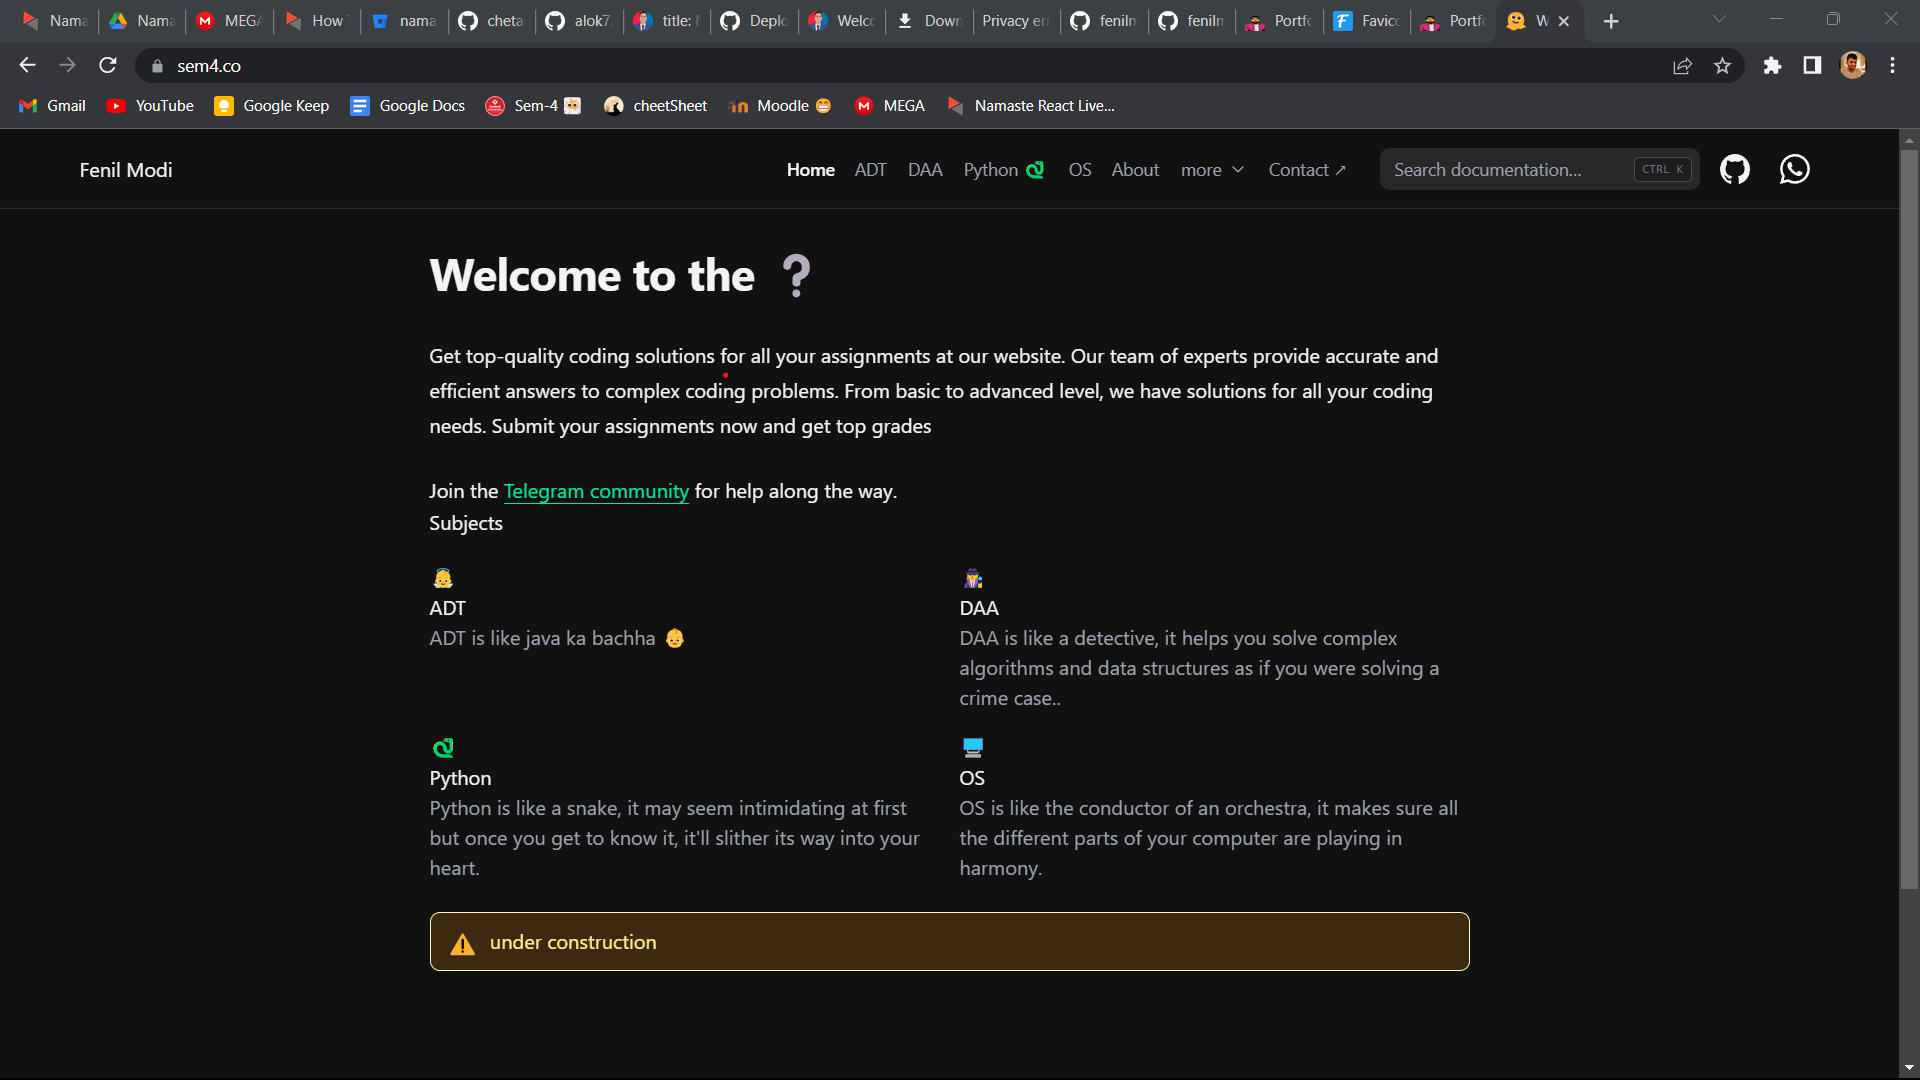 Nama
Nama
MEGA
How
nama
cheta
alok7
title:
Deplo
Welco
Down
Privacy err
fenilm
fenilm
Portfo
Favico
Portfo
W
sem4.co
Gmail
YouTube
Google Keep
Google Docs
Sem-4
cheetSheet
Moodle
MEGA
Namaste React Live...
Fenil Modi
Home ADT DAA Python OS About more Contact ↗
Search documentation... CTRL K
Welcome to the ❔
Get top-quality coding solutions for all your assignments at our website. Our team of experts provide accurate and
efficient answers to complex coding problems. From basic to advanced level, we have solutions for all your coding
needs. Submit your assignments now and get top grades
Join the Telegram community for help along the way.
Subjects
ADT
ADT is like java ka bachha 👶
DAA
DAA is like a detective, it helps you solve complex
algorithms and data structures as if you were solving a
crime case..
Python
Python is like a snake, it may seem intimidating at first
but once you get to know it, it'll slither its way into your
heart.
OS
OS is like the conductor of an orchestra, it makes sure all
the different parts of your computer are playing in
harmony.
under construction